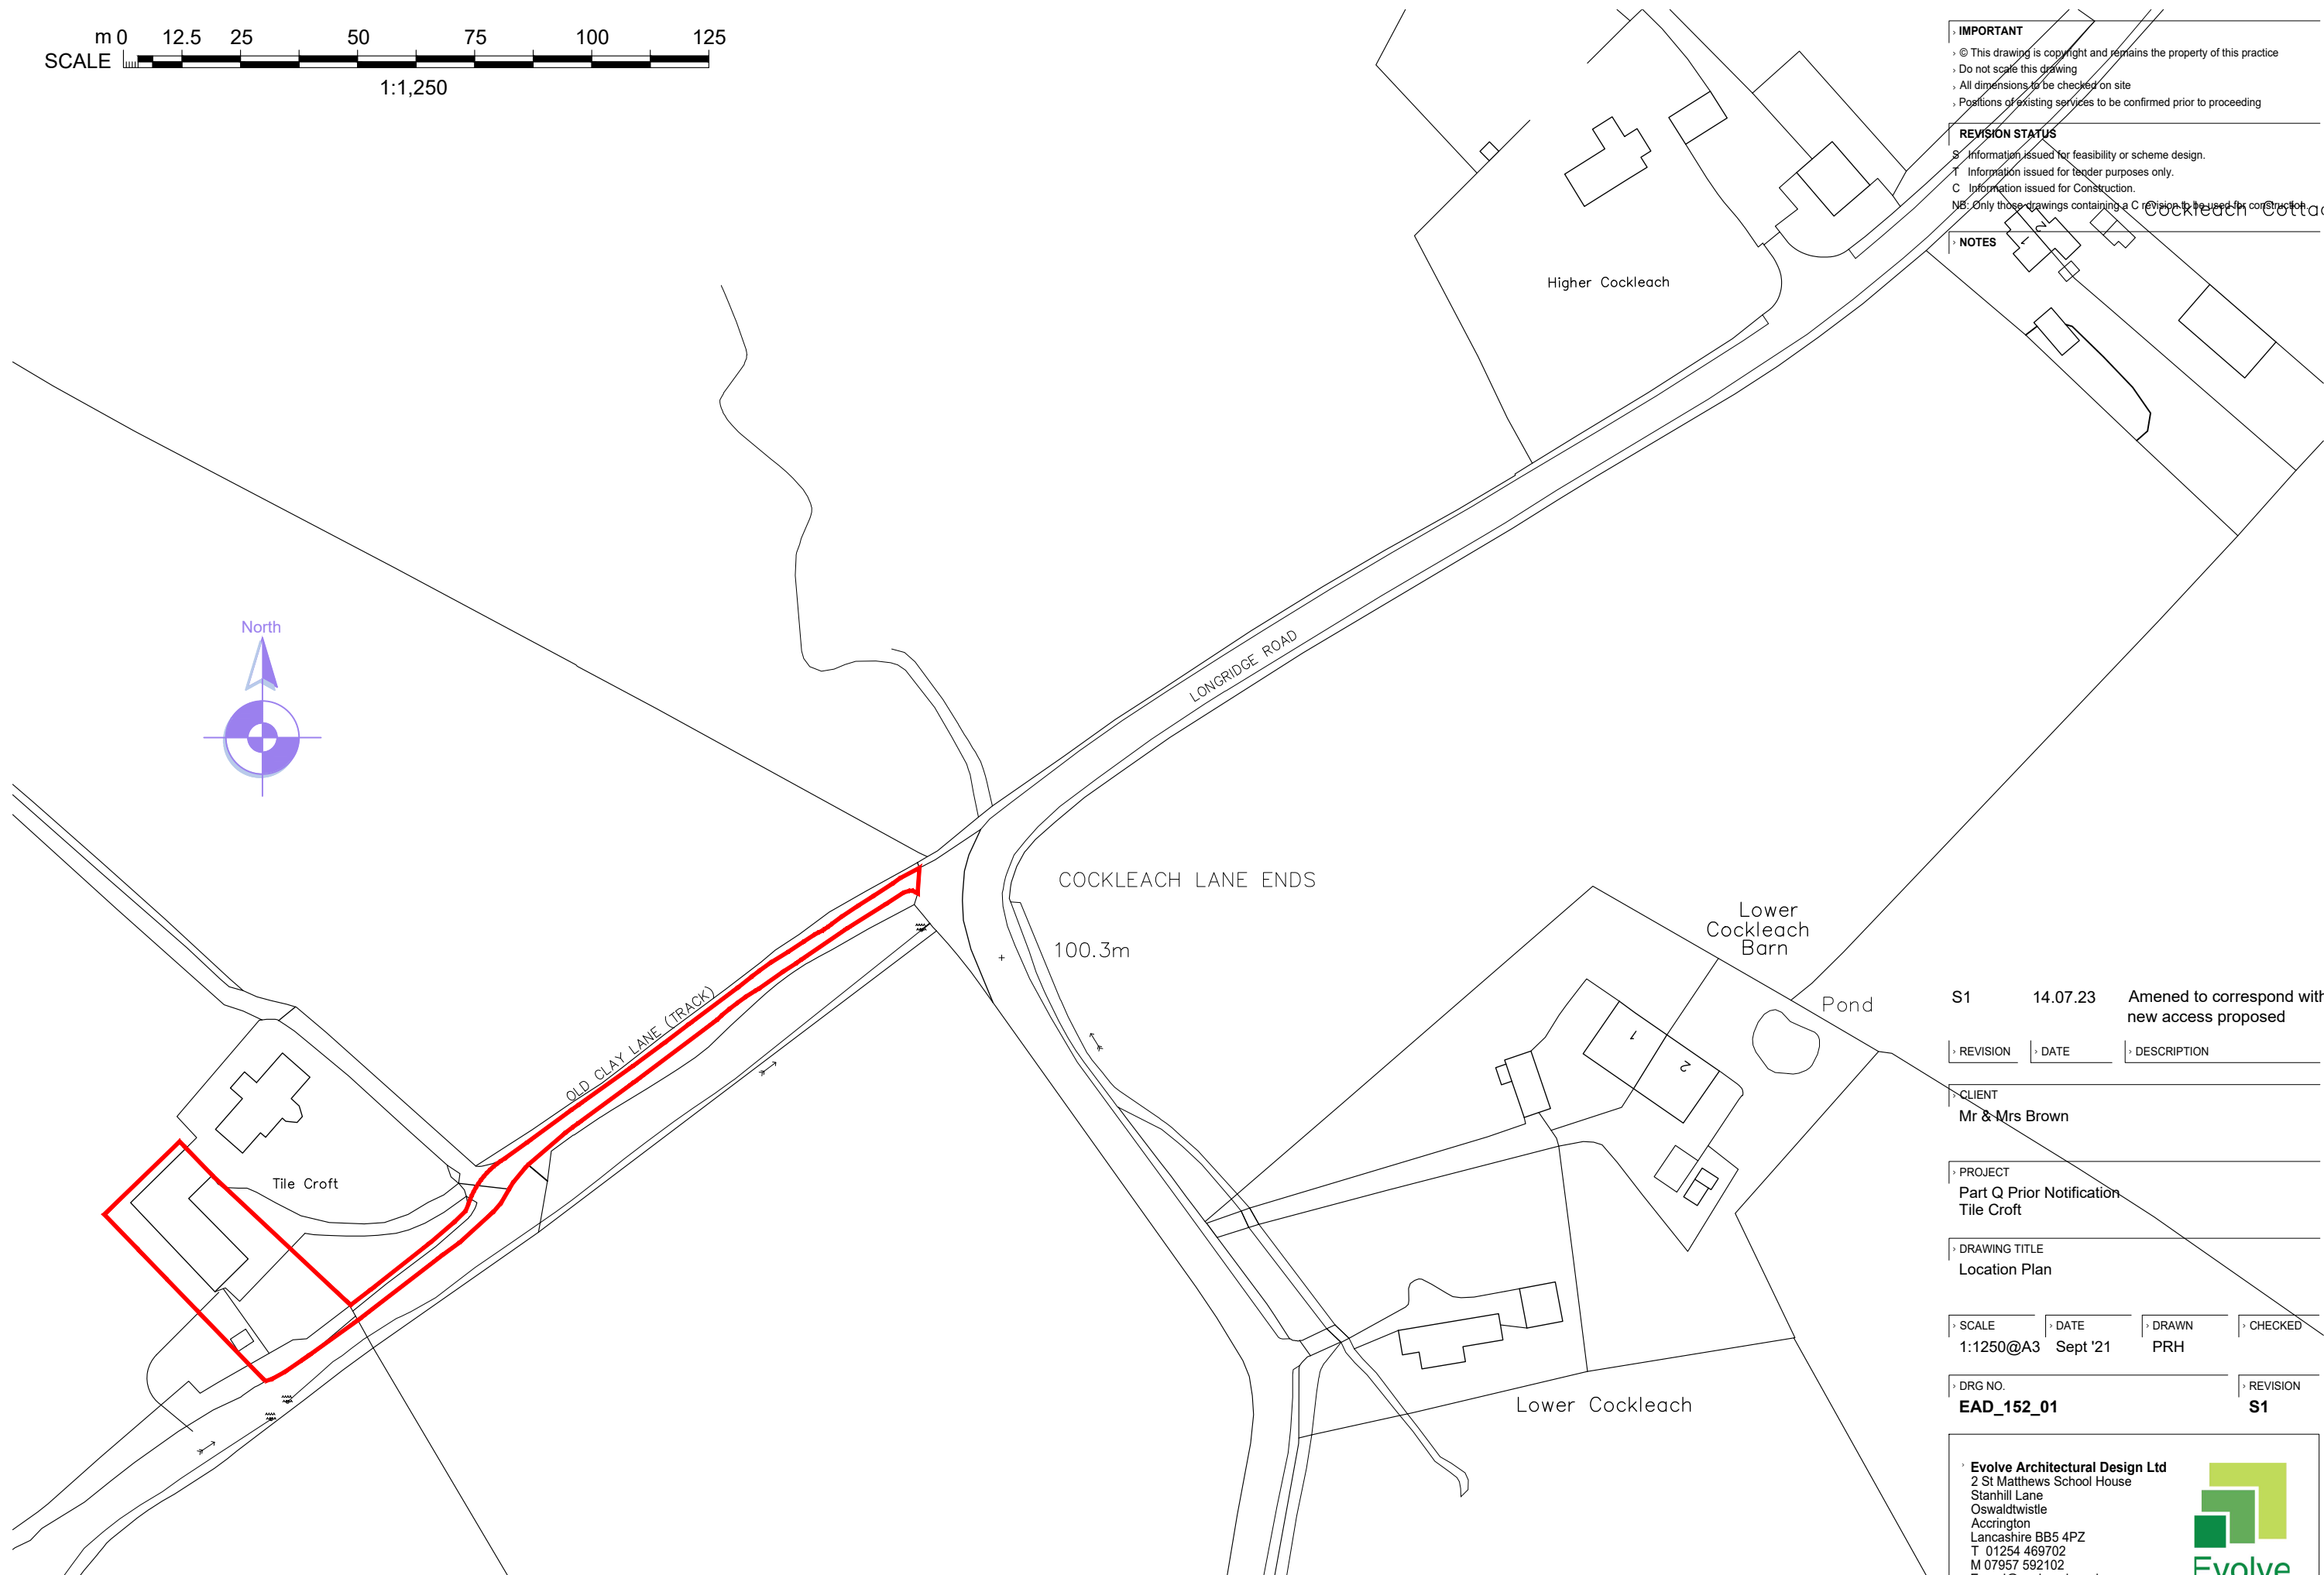 m 0 12.5 25 50 75 100 125
SCALE
1:1,250
North
Higher Cockleach
LONGRIDGE ROAD
COCKLEACH LANE ENDS
100.3m
OLD CLAY LANE (TRACK)
Tile Croft
Lower
Cockleach
Barn
Pond
1
2
Lower Cockleach
IMPORTANT
© This drawing is copyright and remains the property of this practice
Do not scale this drawing
All dimensions to be checked on site
Positions of existing services to be confirmed prior to proceeding
REVISION STATUS
S Information issued for feasibility or scheme design.
T Information issued for tender purposes only.
C Information issued for Construction.
NB: Only those drawings containing a C revision to be used for construction.
Cockleach Cotta
1
2
NOTES
S1 14.07.23 Amened to correspond with
new access proposed
REVISION DATE DESCRIPTION
CLIENT
Mr & Mrs Brown
PROJECT
Part Q Prior Notification
Tile Croft
DRAWING TITLE
Location Plan
SCALE DATE DRAWN CHECKED
1:1250@A3 Sept '21 PRH
DRG NO. REVISION
EAD_152_01 S1
Evolve Architectural Design Ltd
2 St Matthews School House
Stanhill Lane
Oswaldtwistle
Accrington
Lancashire BB5 4PZ
T 01254 469702
M 07957 592102
Evolve